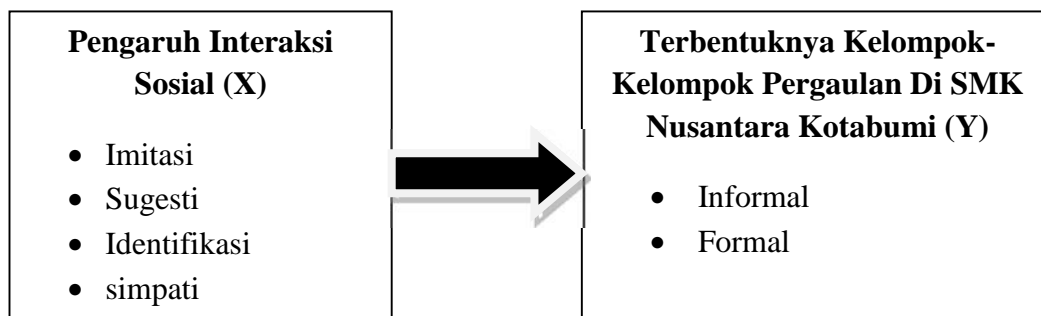 Pengaruh Interaksi
Sosial (X)
• Imitasi
• Sugesti
• Identifikasi
• simpati
Terbentuknya Kelompok-
Kelompok Pergaulan Di SMK
Nusantara Kotabumi (Y)
• Informal
• Formal